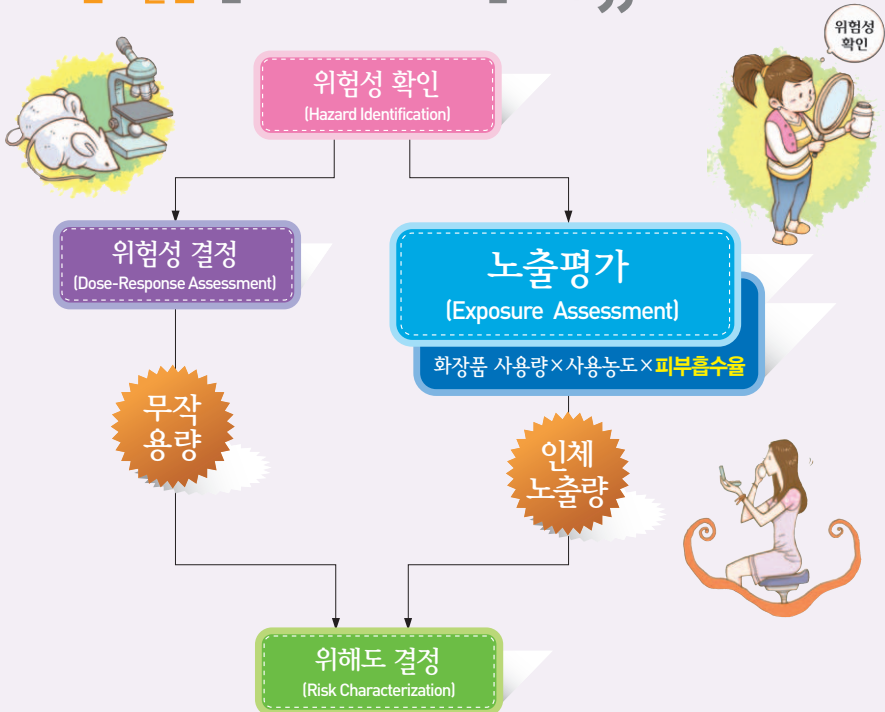 위험성
확인
위험성 확인
(Hazard Identification)
위험성 결정
(Dose-Response Assessment)
노출평가
(Exposure Assessment)
화장품 사용량×사용농도×피부흡수율
무작
용량
인체
노출량
위해도 결정
(Risk Characterization)